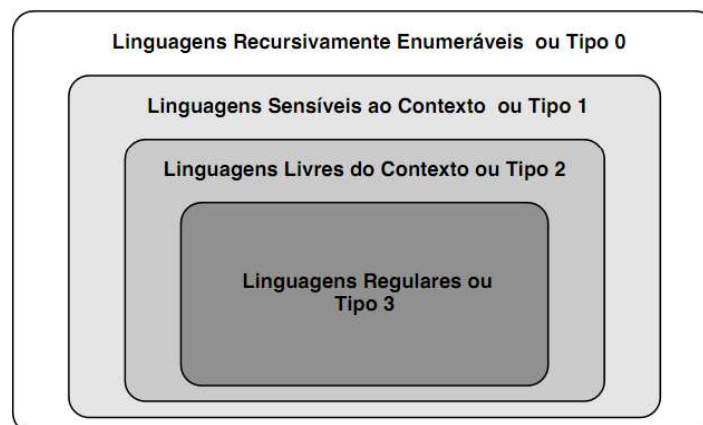 Linguagens Recursivamente Enumeráveis ou Tipo 0
Linguagens Sensíveis ao Contexto ou Tipo 1
Linguagens Livres do Contexto ou Tipo 2
Linguagens Regulares ou
Tipo 3